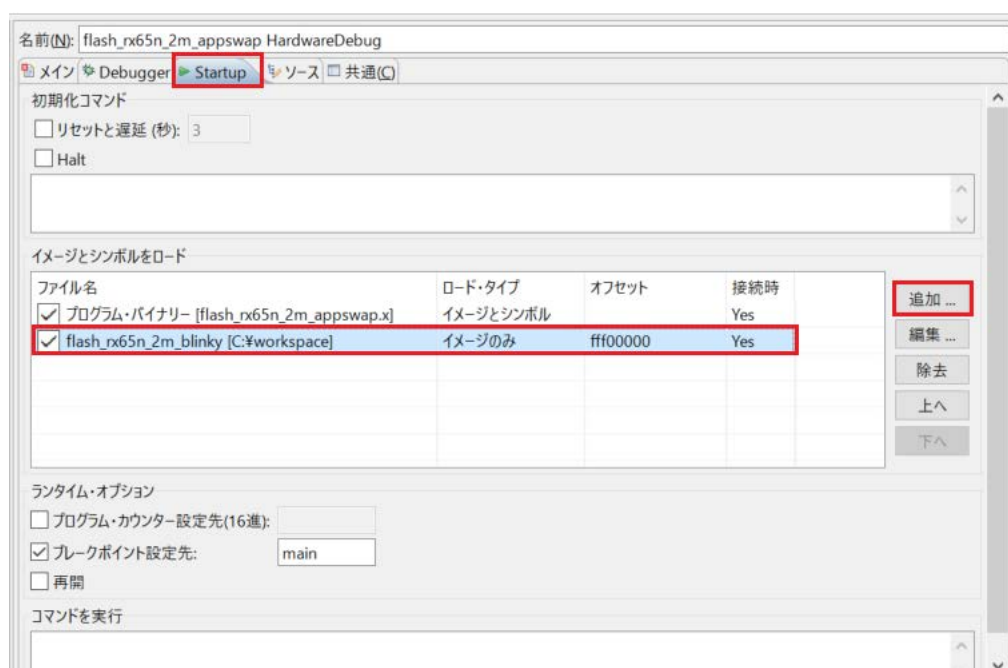 名前(N): flash_rx65n_2m_appswap HardwareDebug
メイン Debugger Startup ソース 共通(C)
初期化コマンド
リセットと遅延 (秒): 3
Halt
イメージとシンボルをロード
ファイル名 ロード・タイプ オフセット 接続時
プログラム・バイナリー [flash_rx65n_2m_appswap.x] イメージとシンボル Yes
flash_rx65n_2m_blinky [C:¥workspace] イメージのみ fff00000 Yes
追加 ...
編集 ...
除去
上へ
下へ
ランタイム・オプション
プログラム・カウンター設定先(16進):
ブレークポイント設定先: main
再開
コマンドを実行